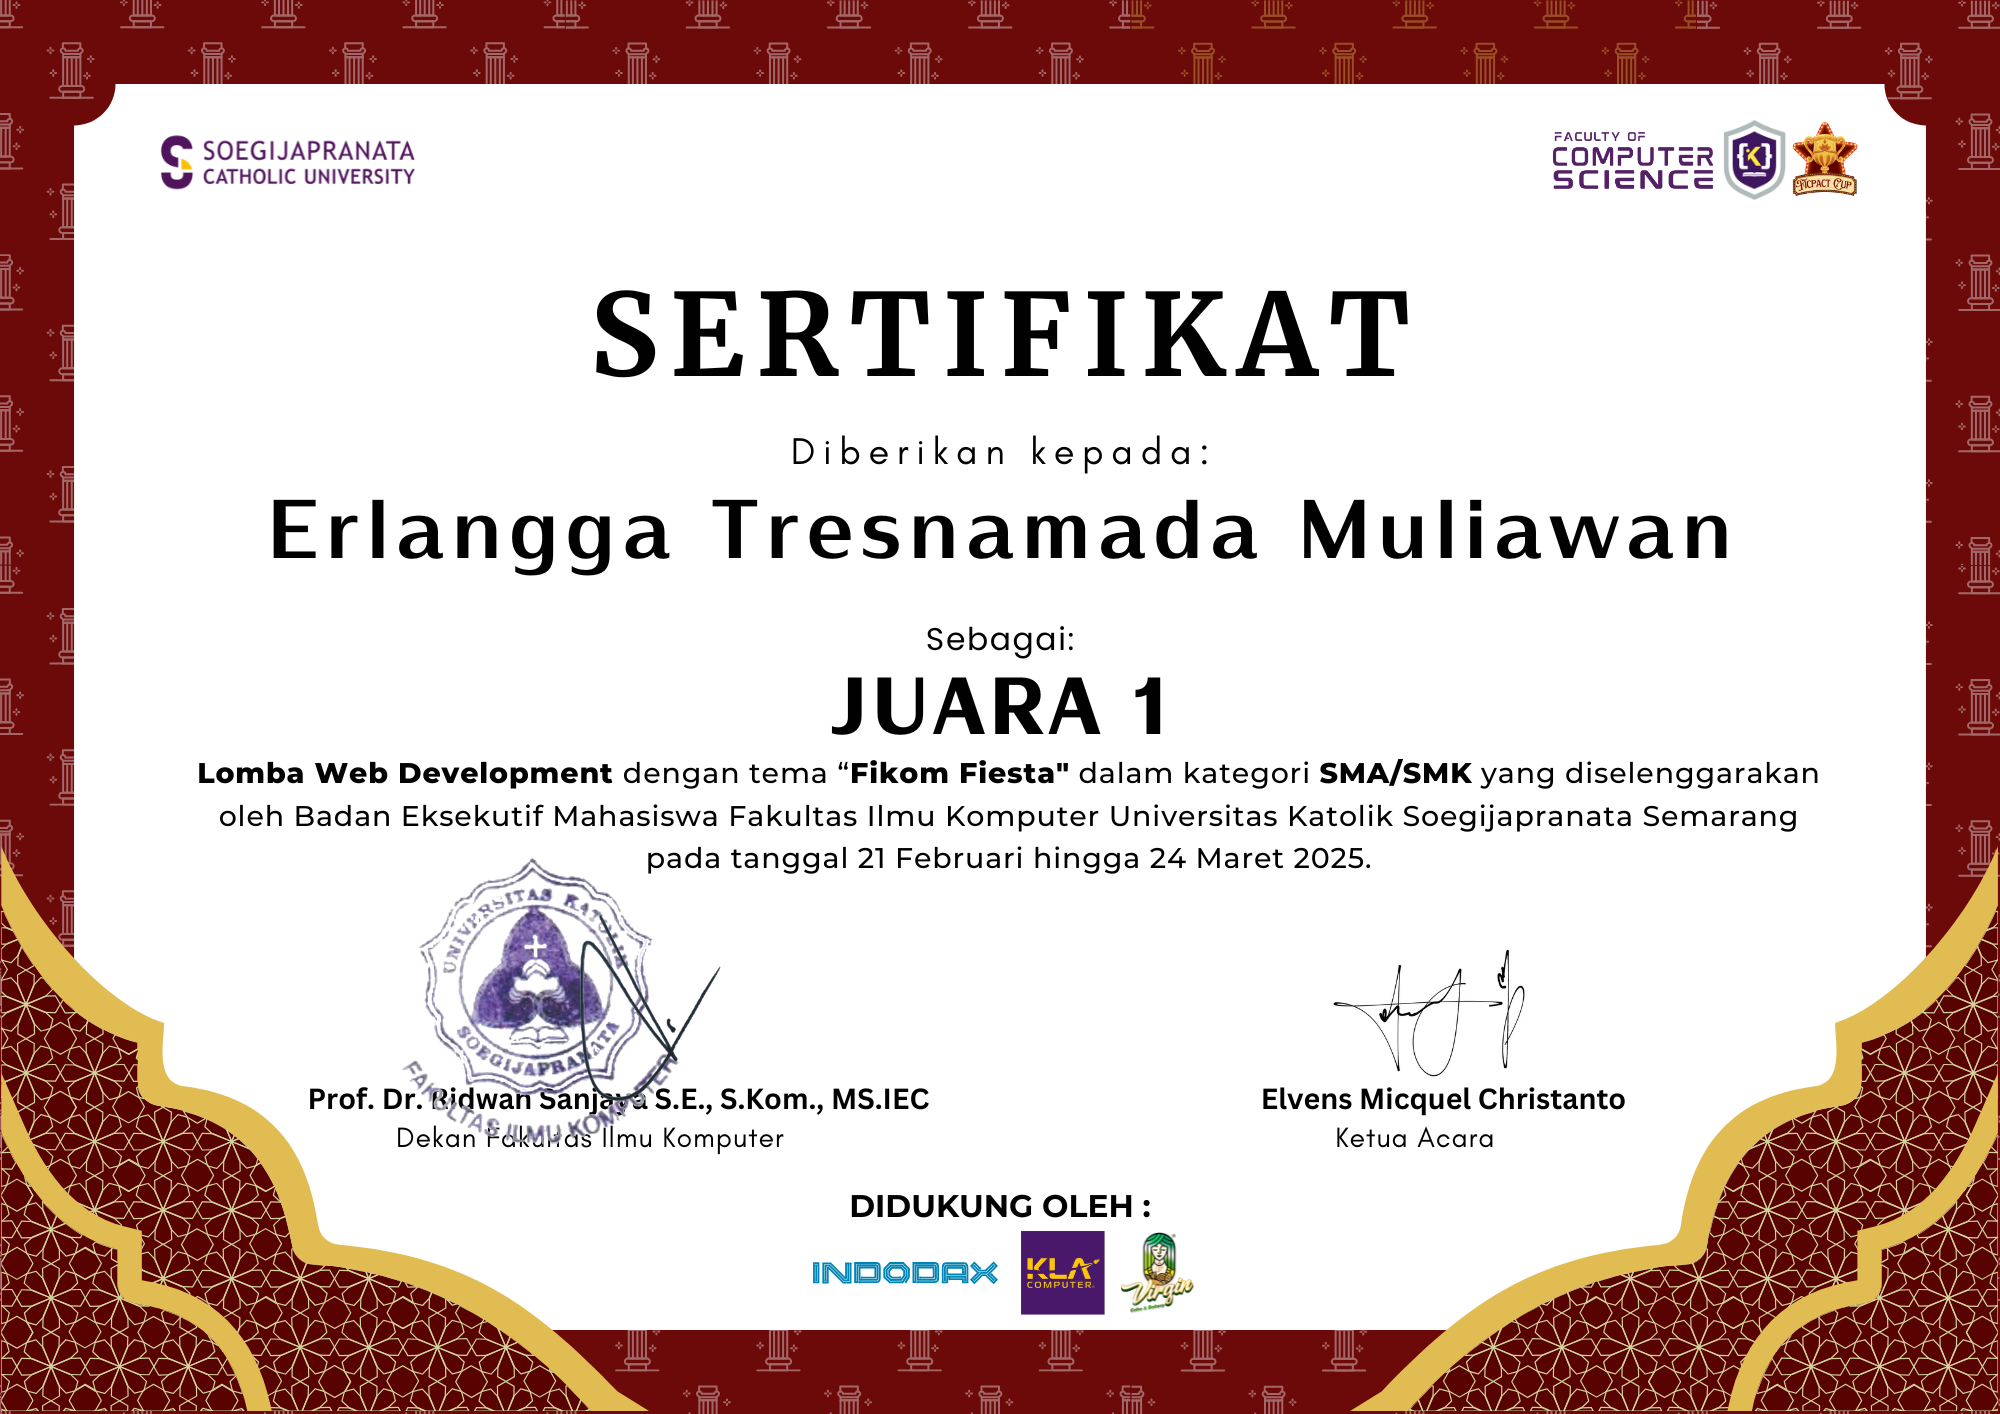 SOEGIJAPRANATA
CATHOLIC UNIVERSITY
FACULTY OF
COMPUTER
SCIENCE
{K}
FICPACT CUP
SERTIFIKAT
Diberikan kepada:
Erlangga Tresnamada Muliawan
Sebagai:
JUARA 1
Lomba Web Development dengan tema “Fikom Fiesta" dalam kategori SMA/SMK yang diselenggarakan
oleh Badan Eksekutif Mahasiswa Fakultas Ilmu Komputer Universitas Katolik Soegijapranata Semarang
pada tanggal 21 Februari hingga 24 Maret 2025.
UNIVERSITAS KATOLIK
SOEGIJAPRANATA
FAKULTAS ILMU KOMPUTER
Prof. Dr. Ridwan Sanjaya S.E., S.Kom., MS.IEC
Dekan Fakultas Ilmu Komputer
Elvens Micquel Christanto
Ketua Acara
DIDUKUNG OLEH :
INDODAX
KLA
COMPUTER
Virgin
Cake & Bakery